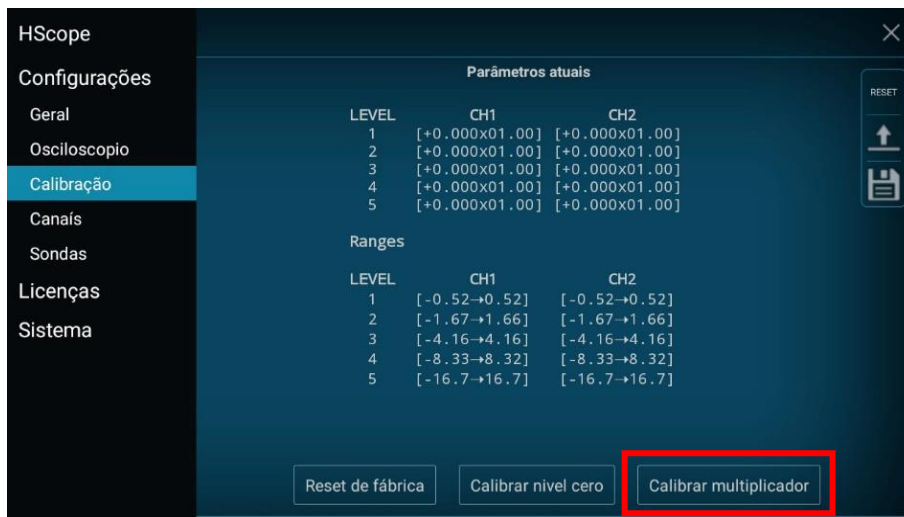 HScope
Configurações
Geral
Osciloscopio
Calibração
Canaís
Sondas
Licenças
Sistema
Parâmetros atuais
LEVEL CH1 CH2
1 [+0.000x01.00] [+0.000x01.00]
2 [+0.000x01.00] [+0.000x01.00]
3 [+0.000x01.00] [+0.000x01.00]
4 [+0.000x01.00] [+0.000x01.00]
5 [+0.000x01.00] [+0.000x01.00]
Ranges
LEVEL CH1 CH2
1 [-0.52→0.52] [-0.52→0.52]
2 [-1.67→1.66] [-1.67→1.66]
3 [-4.16→4.16] [-4.16→4.16]
4 [-8.33→8.32] [-8.33→8.32]
5 [-16.7→16.7] [-16.7→16.7]
Reset de fábrica
Calibrar nivel cero
Calibrar multiplicador
RESET